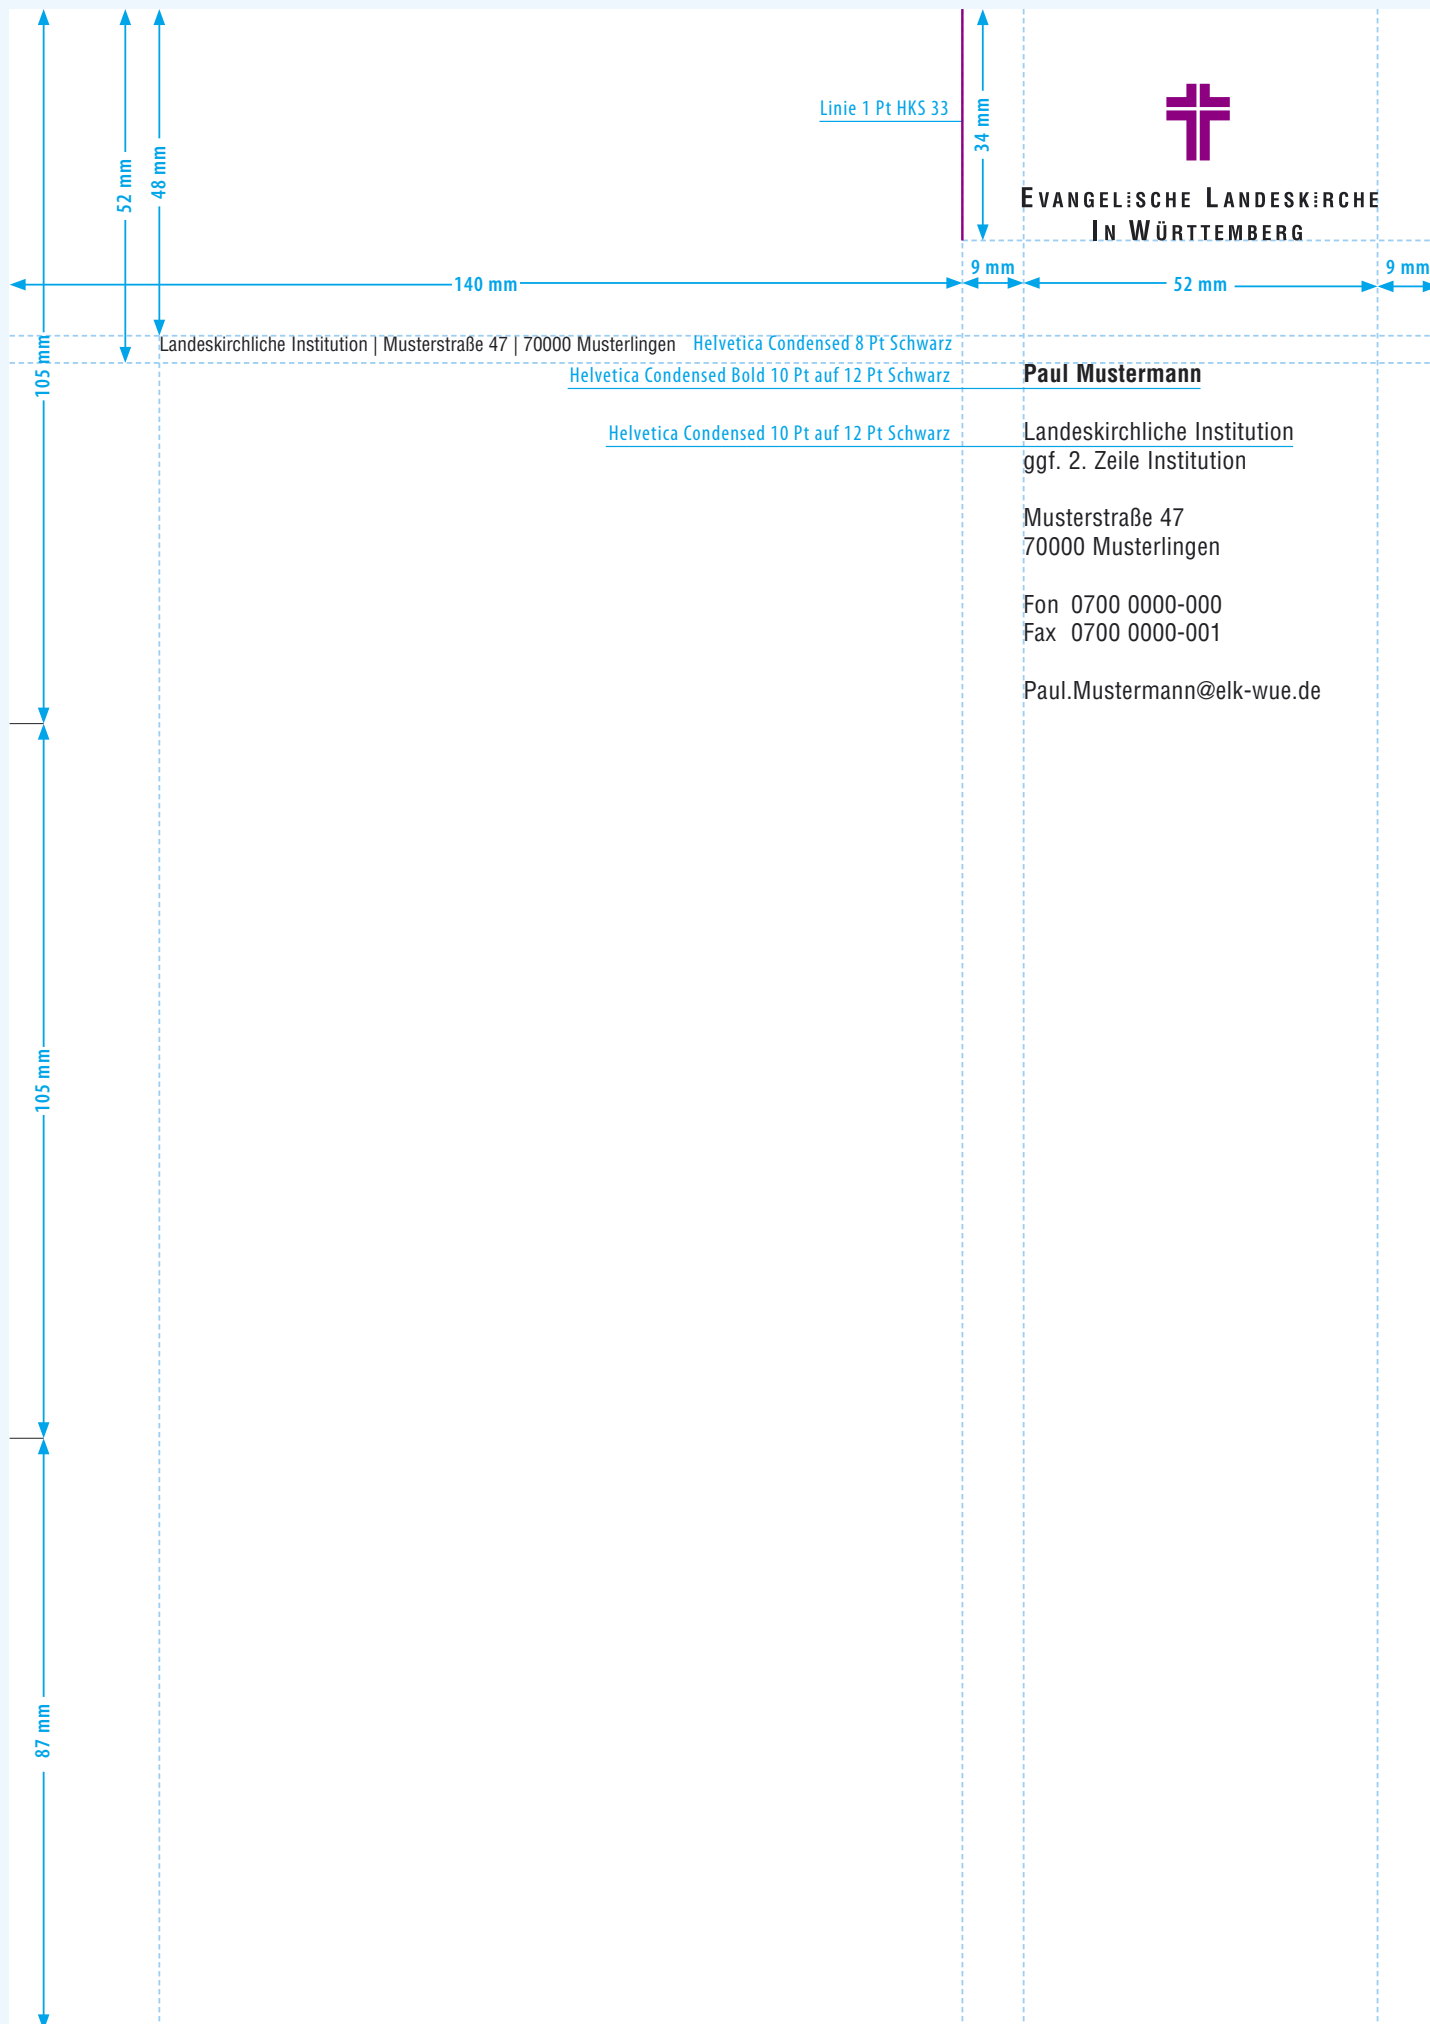 Linie 1 Pt HKS 33
34 mm
52 mm
48 mm
EVANGELISCHE LANDESKIRCHE
IN WÜRTTEMBERG
140 mm
9 mm
52 mm
9 mm
105 mm
Landeskirchliche Institution | Musterstraße 47 | 70000 Musterlingen
Helvetica Condensed 8 Pt Schwarz
Helvetica Condensed Bold 10 Pt auf 12 Pt Schwarz
Paul Mustermann
Helvetica Condensed 10 Pt auf 12 Pt Schwarz
Landeskirchliche Institution
ggf. 2. Zeile Institution
Musterstraße 47
70000 Musterlingen
Fon 0700 0000-000
Fax 0700 0000-001
Paul.Mustermann@elk-wue.de
105 mm
87 mm